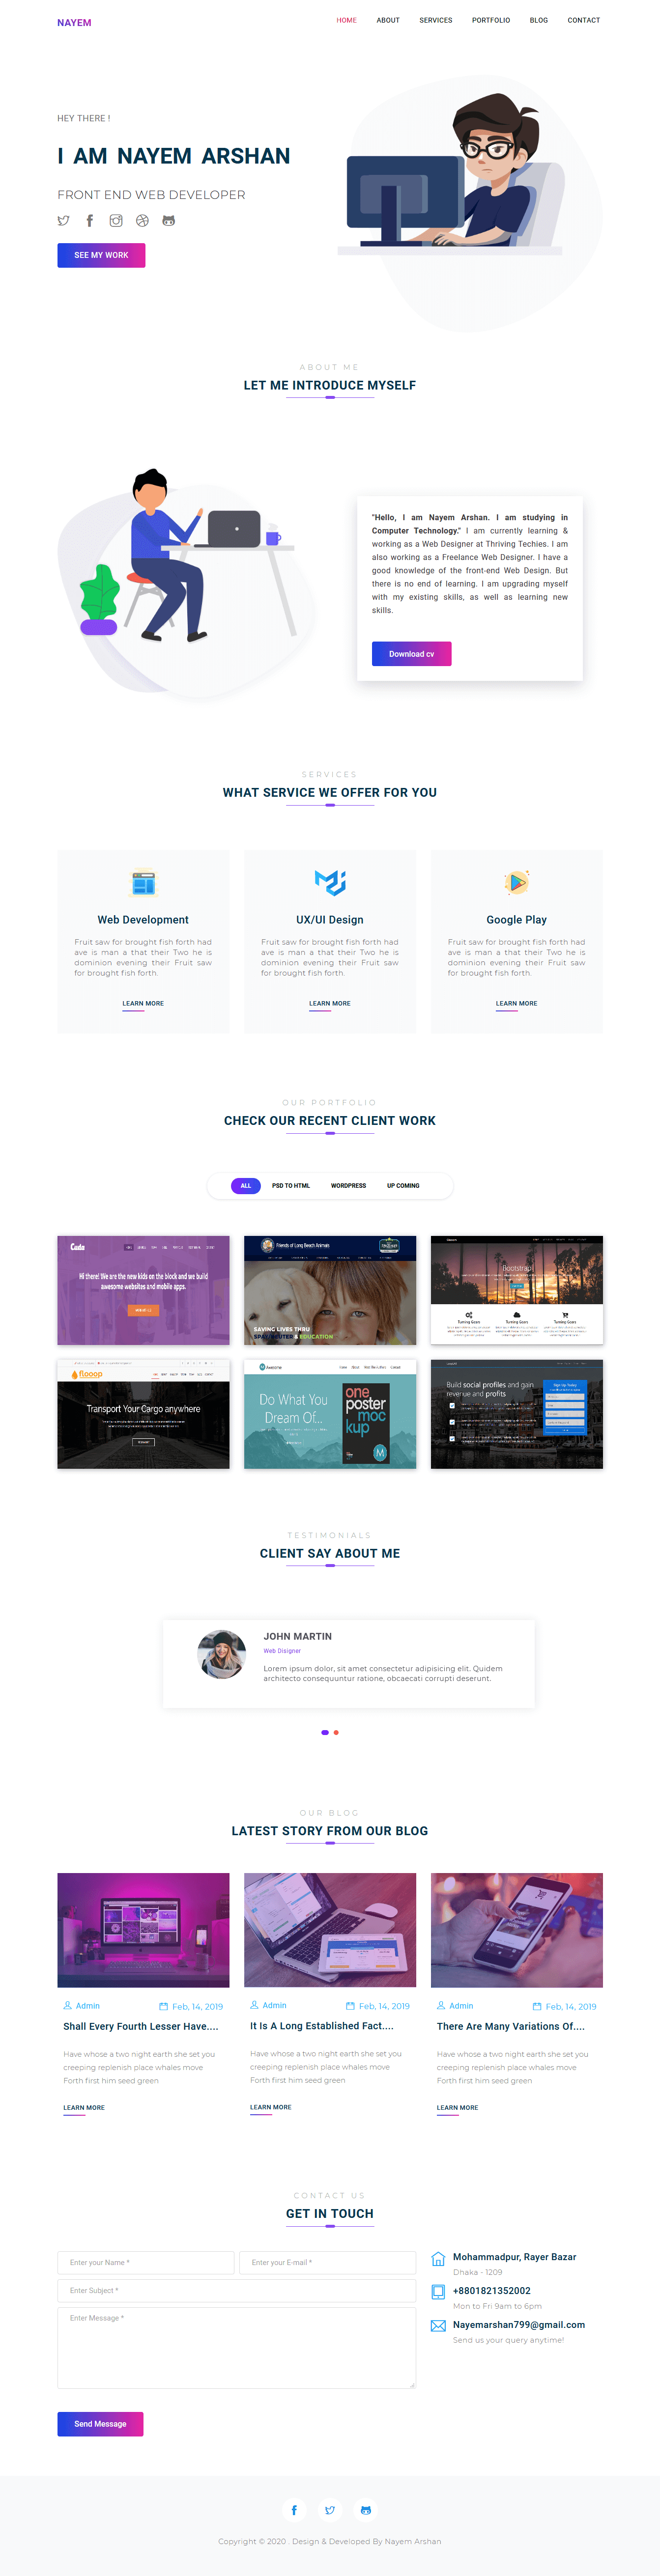 NAYEM
HOME ABOUT SERVICES PORTFOLIO BLOG CONTACT
HEY THERE !
I AM NAYEM ARSHAN
FRONT END WEB DEVELOPER
SEE MY WORK
ABOUT ME
LET ME INTRODUCE MYSELF
"Hello, I am Nayem Arshan. I am studying in
Computer Technology." I am currently learning &
working as a Web Designer at Thriving Techies. I am
also working as a Freelance Web Designer. I have a
good knowledge of the front-end Web Design. But
there is no end of learning. I am upgrading myself
with my existing skills, as well as learning new
skills.
Download cv
SERVICES
WHAT SERVICE WE OFFER FOR YOU
Web Development
Fruit saw for brought fish forth had
ave is man a that their Two he is
dominion evening their Fruit saw
for brought fish forth.
LEARN MORE
UX/UI Design
Fruit saw for brought fish forth had
ave is man a that their Two he is
dominion evening their Fruit saw
for brought fish forth.
LEARN MORE
Google Play
Fruit saw for brought fish forth had
ave is man a that their Two he is
dominion evening their Fruit saw
for brought fish forth.
LEARN MORE
OUR PORTFOLIO
CHECK OUR RECENT CLIENT WORK
ALL PSD TO HTML WORDPRESS UP COMING
Cuda
Hi there! We are the new kids on the block and we build
awesome websites and mobile apps.
Friends of Long Beach Animals
SAVING LIVES THRU
SPAY/NEUTER & EDUCATION
Bootstrap!
Turning Gears Turning Gears Turning Gears
flooop
Transport Your Cargo anywhere
Awesome
Do What You
Dream Of...
one
poster
moc
kup
M
Build social profiles and gain
revenue and profits
Sign Up Today
TESTIMONIALS
CLIENT SAY ABOUT ME
JOHN MARTIN
Web Disigner
Lorem ipsum dolor, sit amet consectetur adipisicing elit. Quidem
architecto consequuntur ratione, obcaecati corrupti deserunt.
OUR BLOG
LATEST STORY FROM OUR BLOG
Admin Feb, 14, 2019
Shall Every Fourth Lesser Have....
Have whose a two night earth she set you
creeping replenish place whales move
Forth first him seed green
LEARN MORE
Admin Feb, 14, 2019
It Is A Long Established Fact....
Have whose a two night earth she set you
creeping replenish place whales move
Forth first him seed green
LEARN MORE
Admin Feb, 14, 2019
There Are Many Variations Of....
Have whose a two night earth she set you
creeping replenish place whales move
Forth first him seed green
LEARN MORE
CONTACT US
GET IN TOUCH
Enter your Name * Enter your E-mail *
Enter Subject *
Enter Message *
Send Message
Mohammadpur, Rayer Bazar
Dhaka - 1209
+8801821352002
Mon to Fri 9am to 6pm
Nayemarshan799@gmail.com
Send us your query anytime!
Copyright © 2020 . Design & Developed By Nayem Arshan